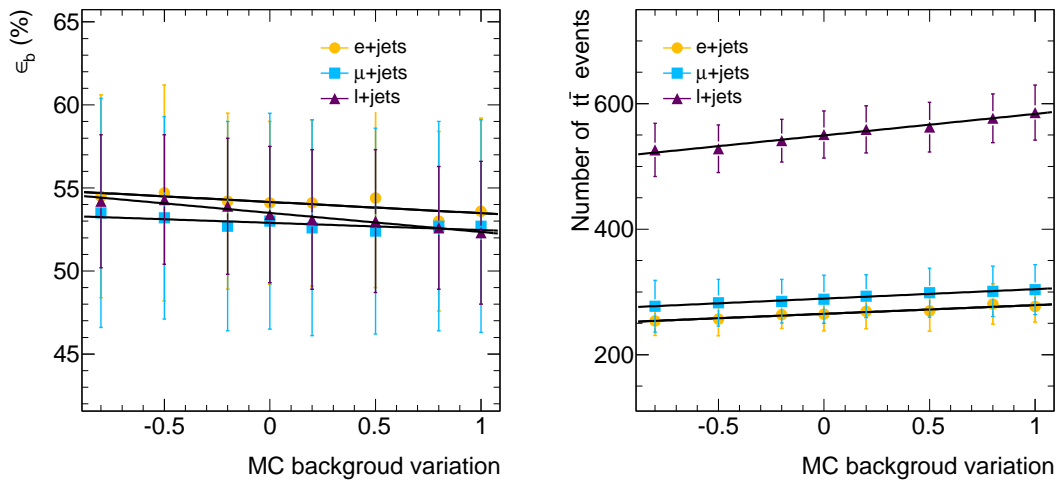 ϵ_b (%)
65
60
55
50
45
e+jets
μ+jets
l+jets
-0.5
0
0.5
1
MC backgroud variation
Number of tt̄ events
600
400
200
e+jets
μ+jets
l+jets
-0.5
0
0.5
1
MC backgroud variation